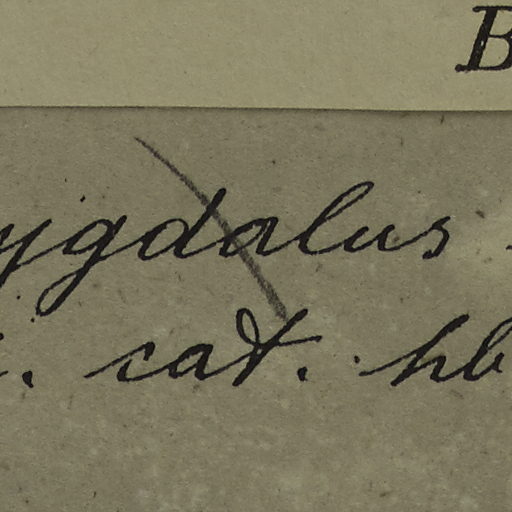 B
ygdalus
. cat. hb